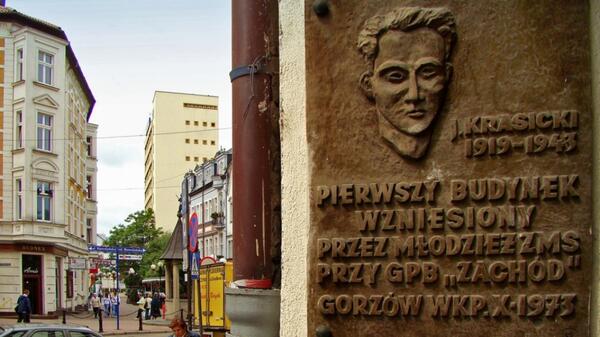 J. KRASICKI
1919-1943
PIERWSZY BUDYNEK
WZNIESIONY
PRZEZ MŁODZIEŻ ZMS
PRZY GPB „ZACHÓD”
GORZÓW WKP. X-1973